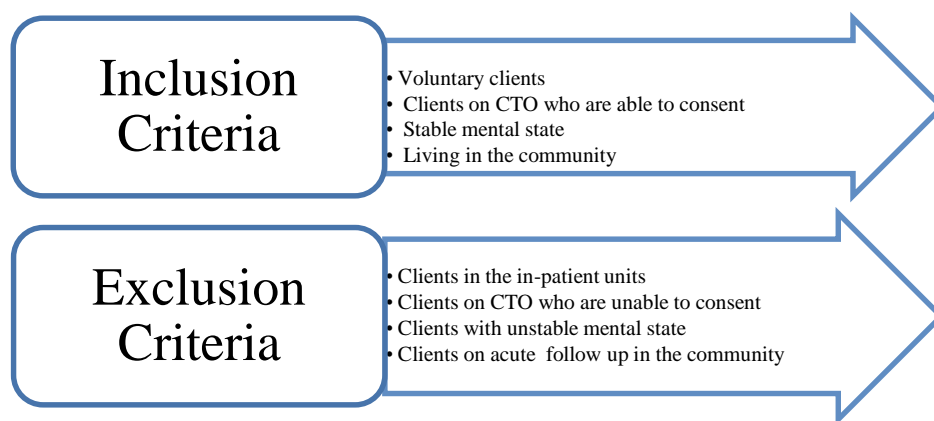 Inclusion
Criteria
• Voluntary clients
• Clients on CTO who are able to consent
• Stable mental state
• Living in the community
Exclusion
Criteria
• Clients in the in-patient units
• Clients on CTO who are unable to consent
• Clients with unstable mental state
• Clients on acute follow up in the community